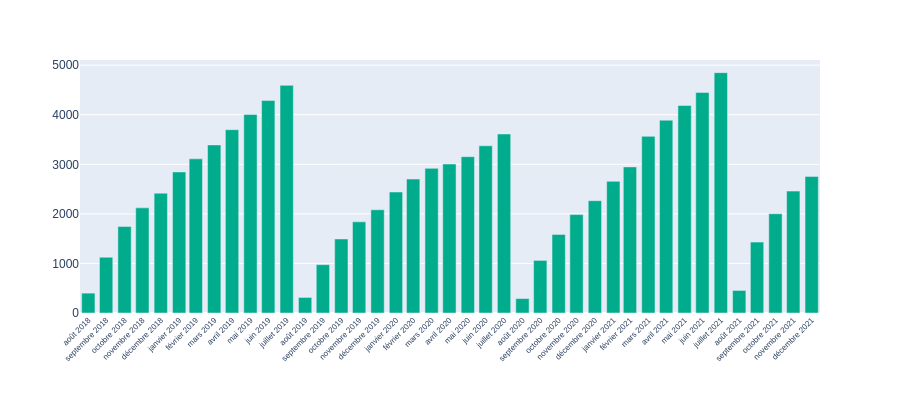 5000
4000
3000
2000
1000
0
août 2018
septembre 2018
octobre 2018
novembre 2018
décembre 2018
janvier 2019
février 2019
mars 2019
avril 2019
mai 2019
juin 2019
juillet 2019
août 2019
septembre 2019
octobre 2019
novembre 2019
décembre 2019
janvier 2020
février 2020
mars 2020
avril 2020
mai 2020
juin 2020
juillet 2020
août 2020
septembre 2020
octobre 2020
novembre 2020
décembre 2020
janvier 2021
février 2021
mars 2021
avril 2021
mai 2021
juin 2021
juillet 2021
août 2021
septembre 2021
octobre 2021
novembre 2021
décembre 2021